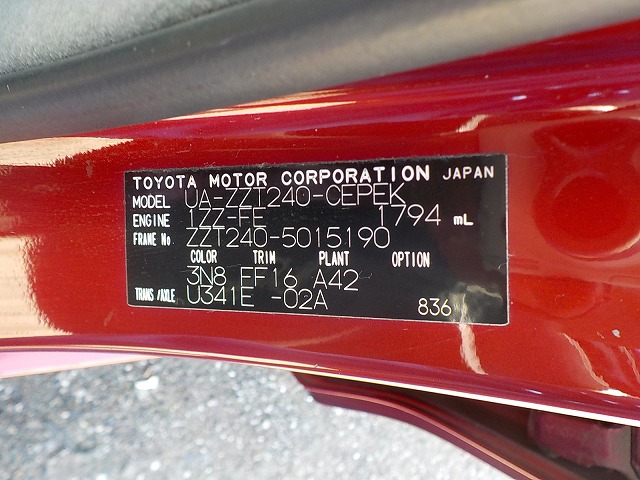 TOYOTA MOTOR CORPORATION JAPAN
MODEL UA-ZZT240-CEPEK
ENGINE 1ZZ-FE 1794 mL
FRAME No ZZT240-5015190
COLOR TRIM PLANT OPTION
3N8 FF16 A42
TRANS/AXLE U341E -02A
836